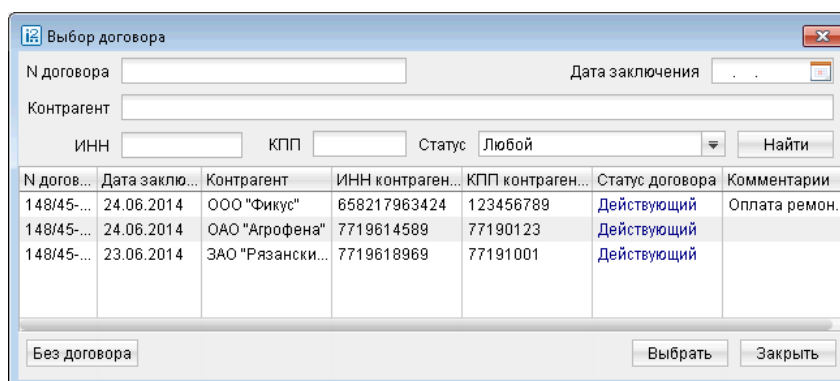 Выбор договора
N договора Дата заключения . .
Контрагент
ИНН КПП Статус Любой Найти
N догов... Дата заклю... Контрагент ИНН контраген... КПП контраген... Статус договора Комментарии
148/45-... 24.06.2014 ООО "Фикус" 658217963424 123456789 Действующий Оплата ремон.
148/45-... 24.06.2014 ОАО "Агрофена" 7719614589 77190123 Действующий
148/45-... 23.06.2014 ЗАО "Рязански... 7719618969 77191001 Действующий
Без договора Выбрать Закрыть